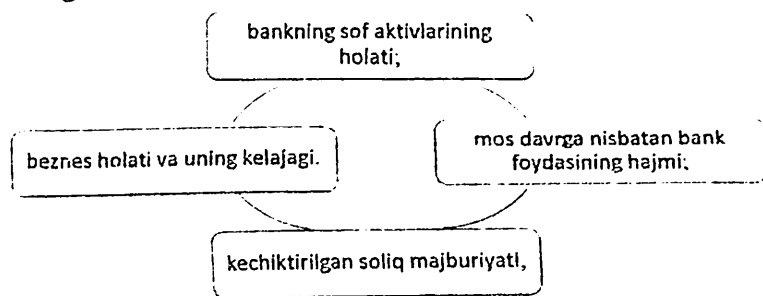 bankning sof aktivlarining
holati;
beznes holati va uning kelajagi.
mos davrga nisbatan bank
foydasining hajmi;
kechiktirilgan soliq majburiyati,